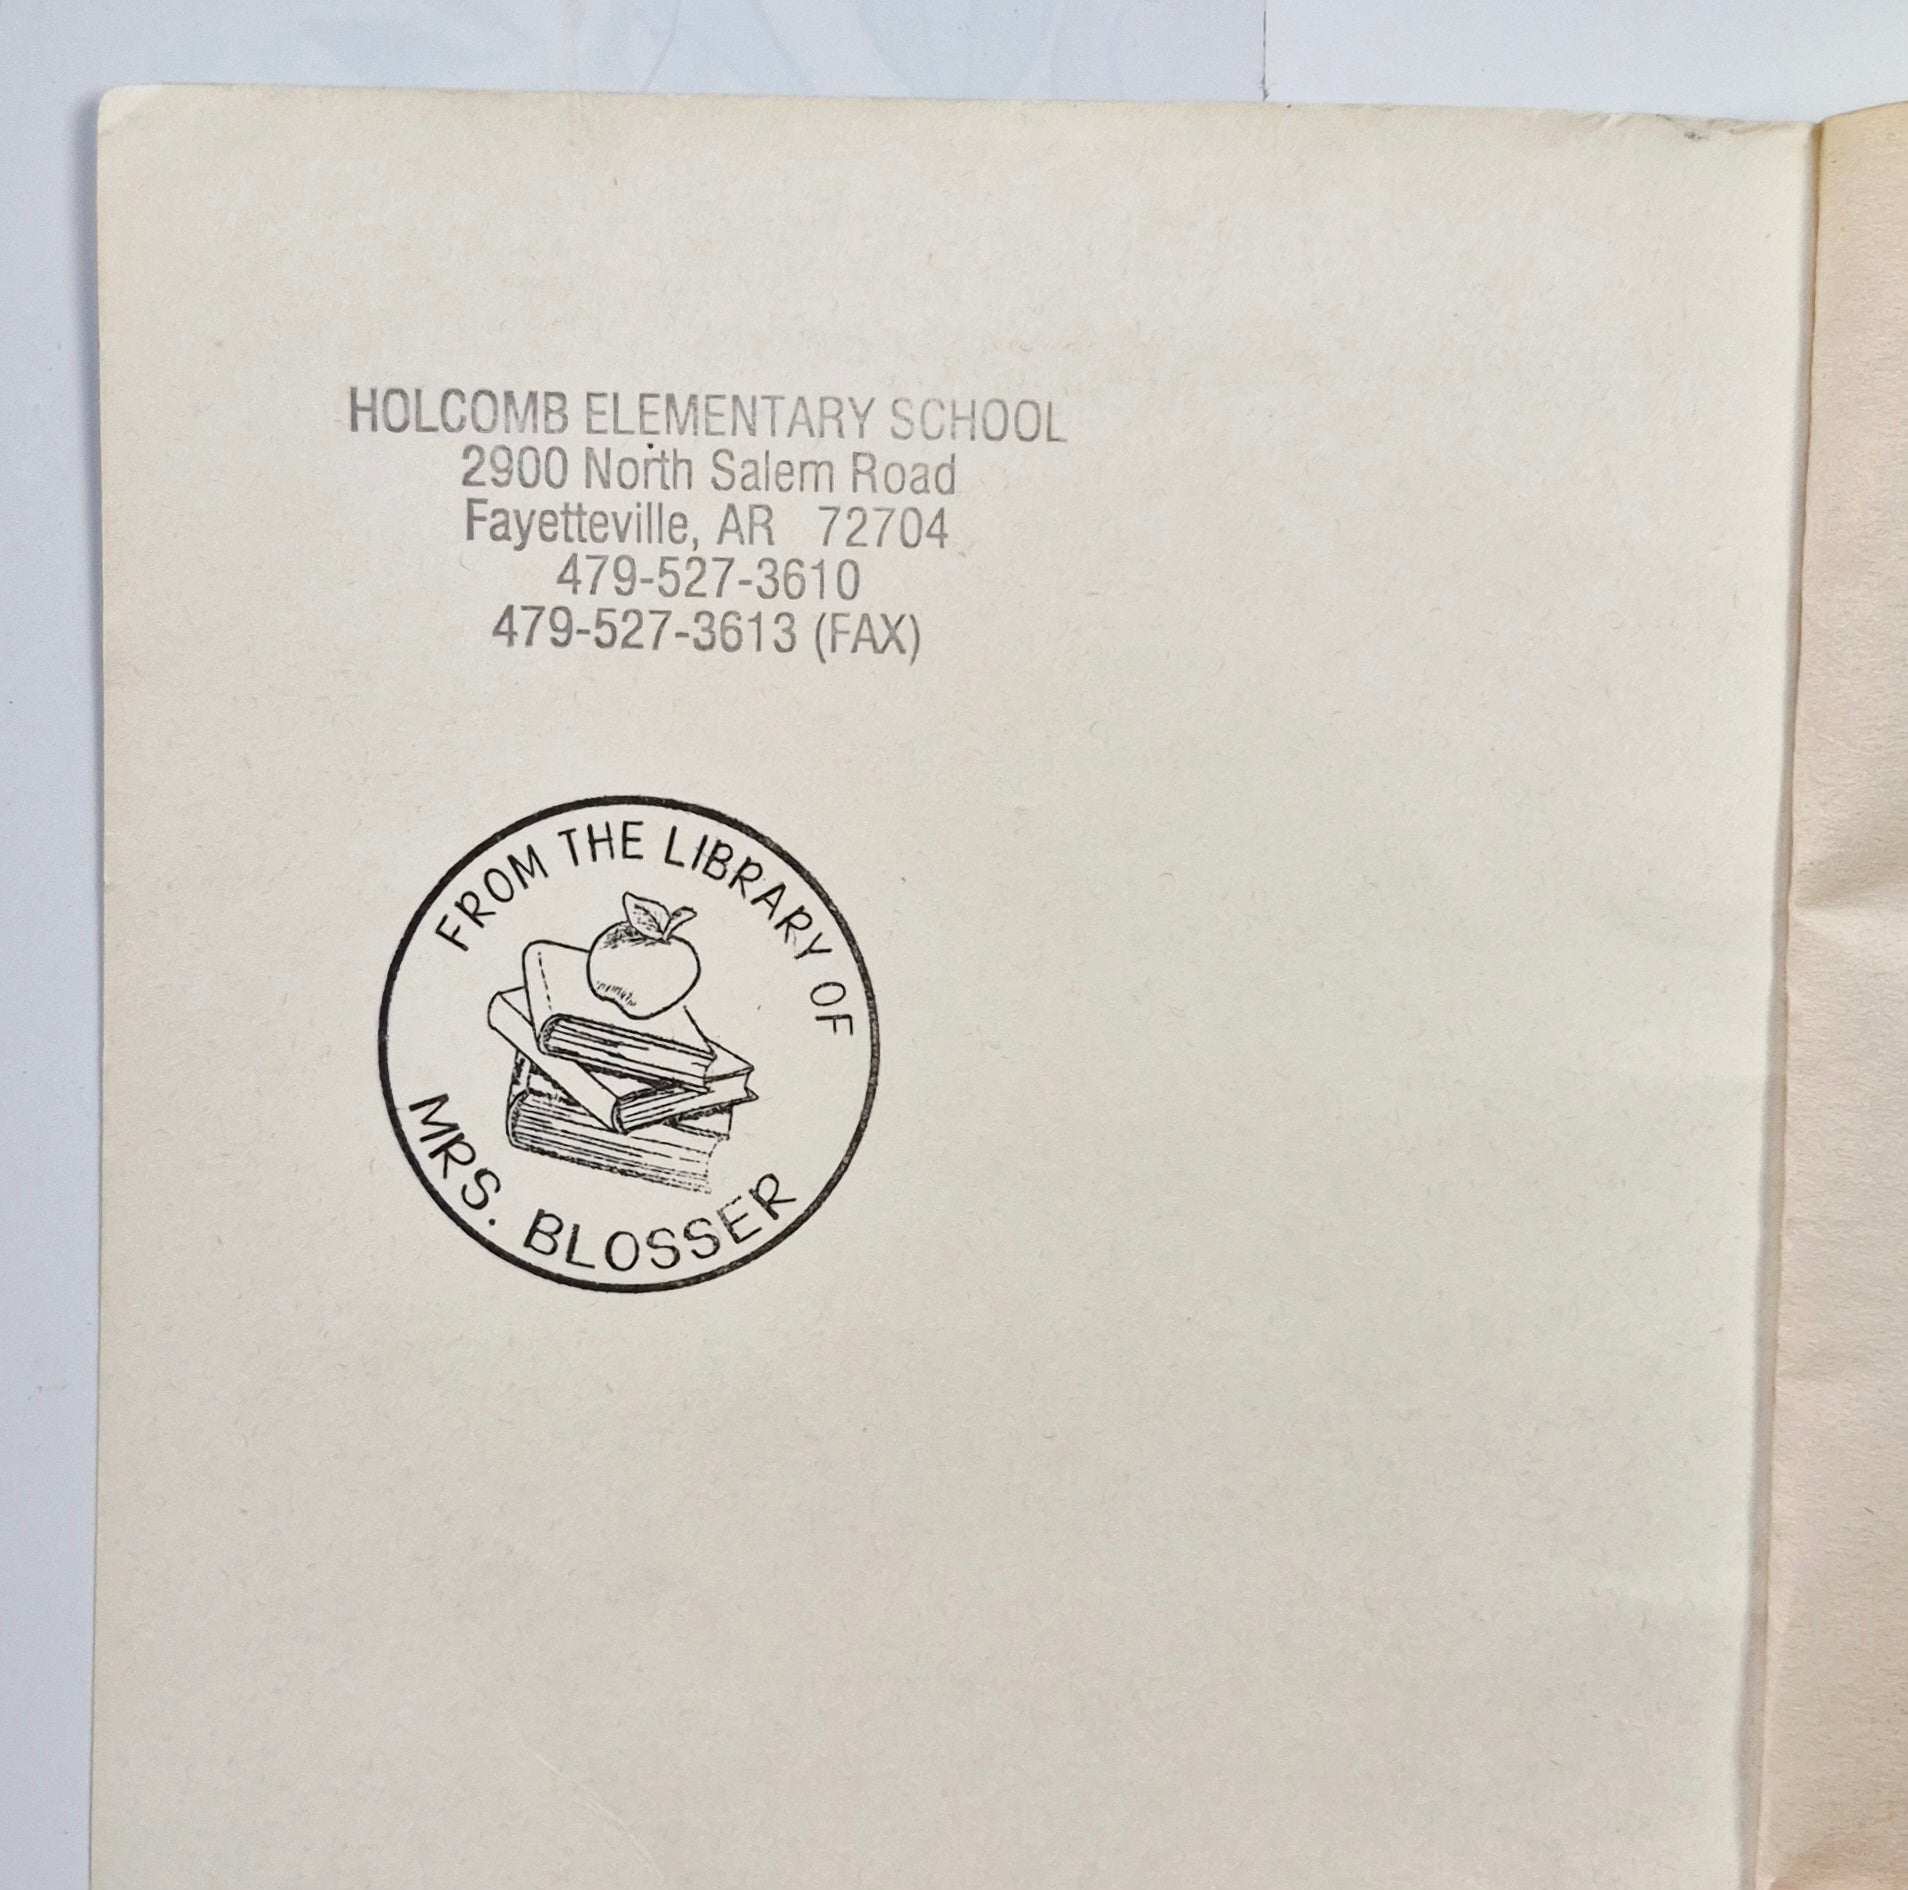 HOLCOMB ELEMENTARY SCHOOL
2900 North Salem Road
Fayetteville, AR 72704
479-527-3610
479-527-3613 (FAX)
FROM THE LIBRARY OF
MRS. BLOSSER